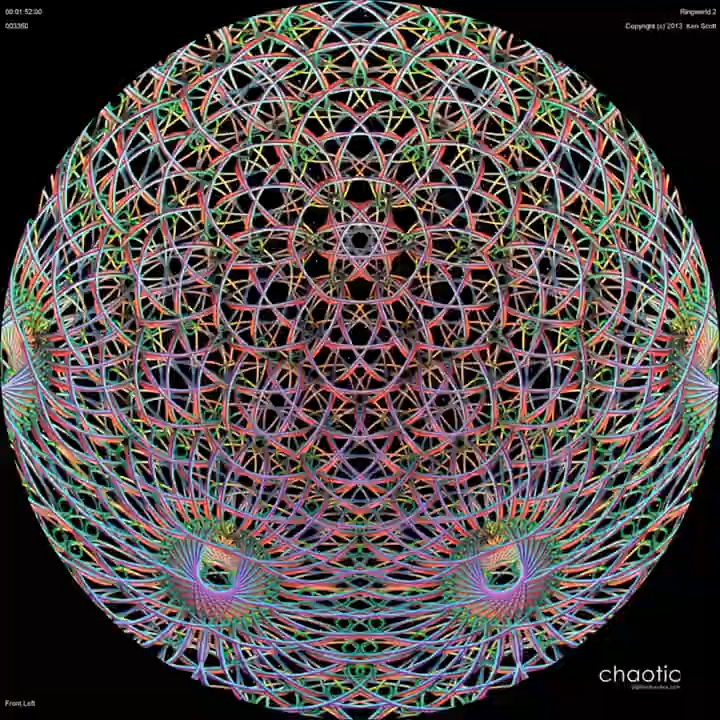 00:01:52:00
Ringworld 2
003360
Copyright (c) 2013 Ken Scott
chaotic
Front Left